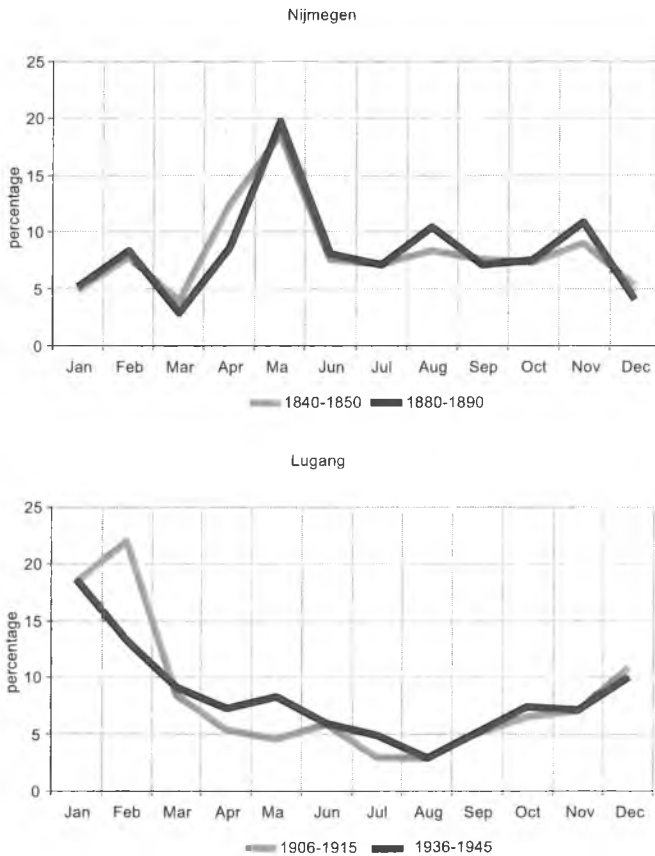 Nijmegen
25
20
15
10
5
0
percentage
Jan Feb Mar Apr Ma Jun Jul Aug Sep Oct Nov Dec
1840-1850 1880-1890
Lugang
25
20
15
10
5
0
percentage
Jan Feb Mar Apr Ma Jun Jul Aug Sep Oct Nov Dec
1906-1915 1936-1945